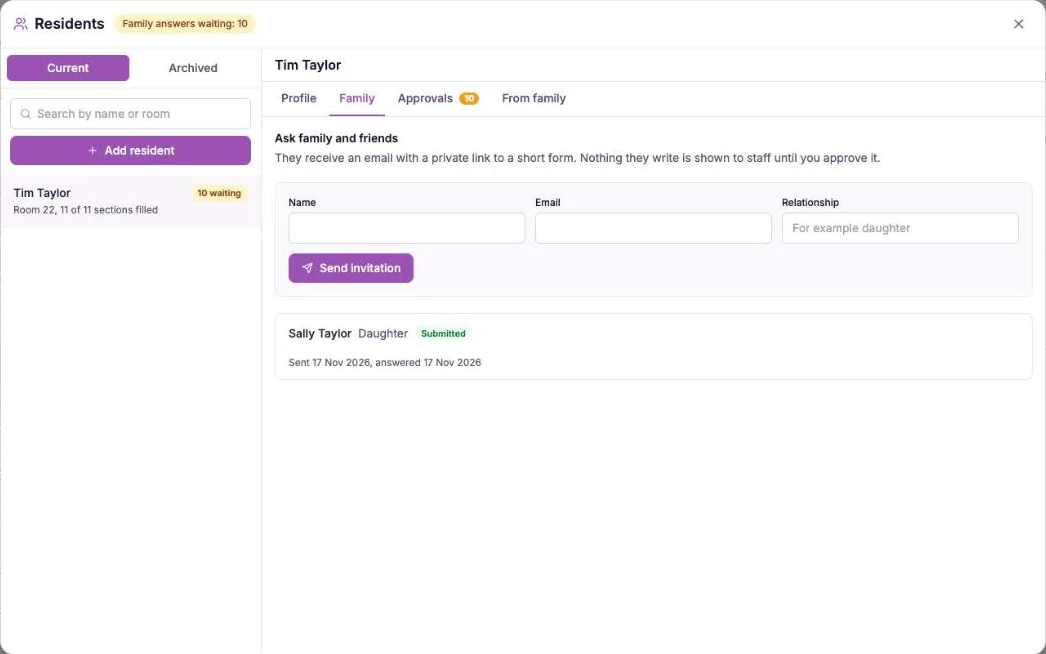 Residents Family answers waiting: 10
Current Archived
Search by name or room
+ Add resident
Tim Taylor 10 waiting
Room 22, 11 of 11 sections filled
Tim Taylor
Profile Family Approvals 10 From family
Ask family and friends
They receive an email with a private link to a short form. Nothing they write is shown to staff until you approve it.
Name Email Relationship
For example daughter
Send invitation
Sally Taylor Daughter Submitted
Sent 17 Nov 2026, answered 17 Nov 2026